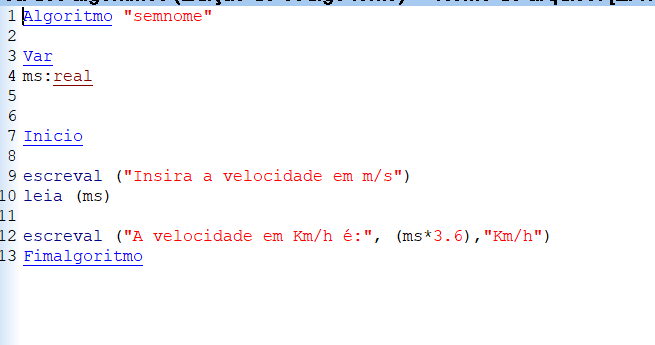 1 Algoritmo "semnome"
2
3 Var
4 ms:real
5
6
7 Inicio
8
9 escreval ("Insira a velocidade em m/s")
10 leia (ms)
11
12 escreval ("A velocidade em Km/h é:", (ms*3.6),"Km/h")
13 Fimalgoritmo